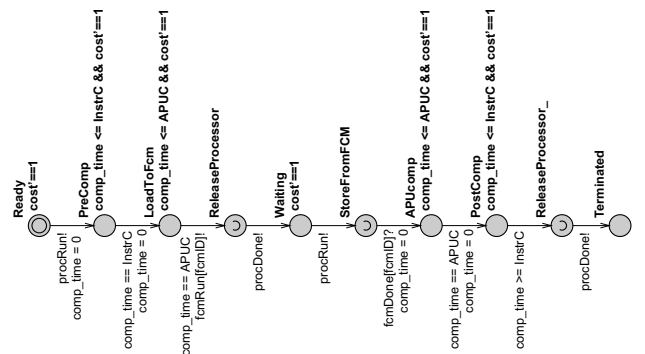 Ready
cost'==1
procRun!
comp_time = 0
PreComp
comp_time <= InstrC && cost'==1
comp_time == InstrC
comp_time = 0
LoadToFcm
comp_time <= APUC && cost'==1
comp_time == APUC
fcmRun[fcmID]!
ReleaseProcessor
procDone!
Waiting
cost'==1
procRun!
StoreFromFCM
fcmDone[fcmID]?
comp_time = 0
APUcomp
comp_time <= APUC && cost'==1
comp_time == APUC
comp_time = 0
PostComp
comp_time <= InstrC && cost'==1
comp_time >= InstrC
ReleaseProcessor_
procDone!
Terminated